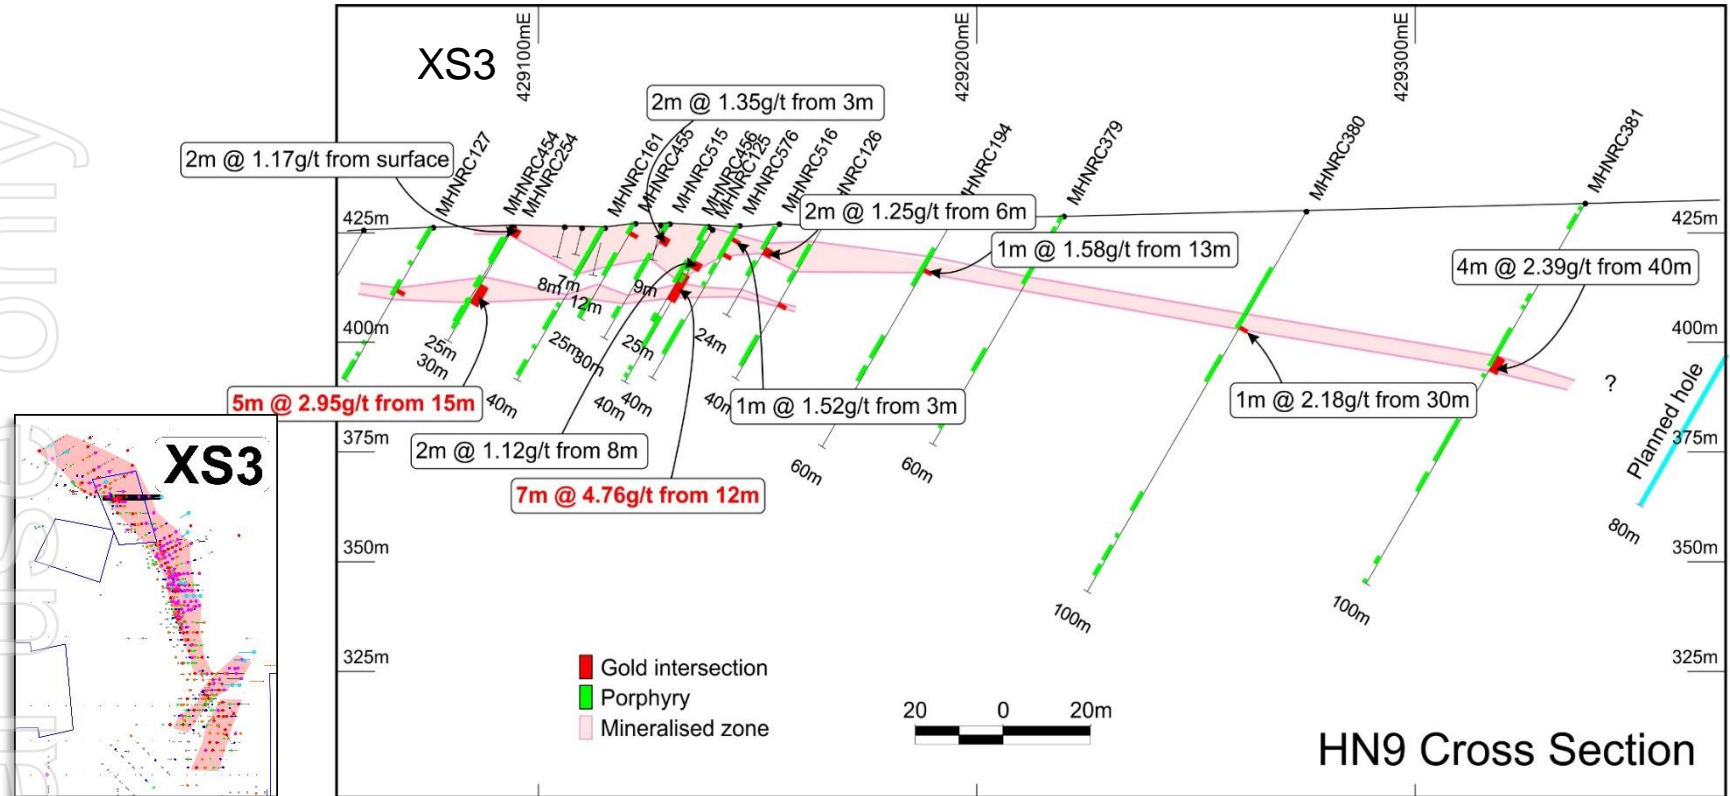 XS3
429100mE
429200mE
429300mE
2m @ 1.35g/t from 3m
2m @ 1.17g/t from surface
MHNRC127
MHNRC454
MHNRC254
MHNRC161
MHNRC455
MHNRC515
MHNRC456
MHNRC125
MHNRC576
MHNRC516
HNRC126
MHNRC194
MHNRC379
MHNRC380
MHNRC381
2m @ 1.25g/t from 6m
1m @ 1.58g/t from 13m
4m @ 2.39g/t from 40m
425m
425m
8m
7m
12m
9m
400m
400m
25m
30m
25m
30m
25m
24m
40m
40m
40m
40m
?
5m @ 2.95g/t from 15m
1m @ 1.52g/t from 3m
1m @ 2.18g/t from 30m
2m @ 1.12g/t from 8m
7m @ 4.76g/t from 12m
375m
375m
60m
60m
Planned hole
80m
XS3
350m
350m
100m
100m
325m
325m
Gold intersection
Porphyry
Mineralised zone
20 0 20m
HN9 Cross Section